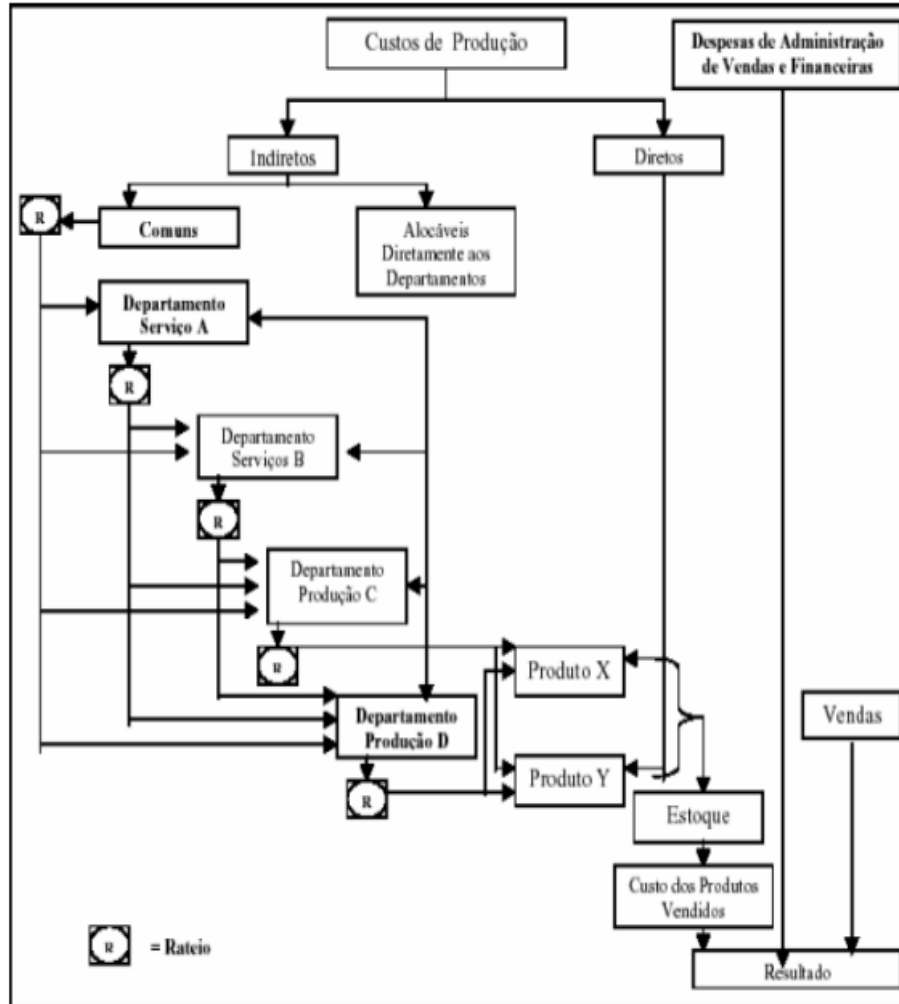 Custos de Produção
Despesas de Administração
de Vendas e Financeiras
Indiretos
Diretos
R
Comuns
Alocáveis
Diretamente aos
Departamentos
Departamento
Serviço A
R
Departamento
Serviços B
R
Departamento
Produção C
R
Produto X
Departamento
Produção D
Vendas
Produto Y
R
Estoque
Custo dos Produtos
Vendidos
R = Rateio
Resultado